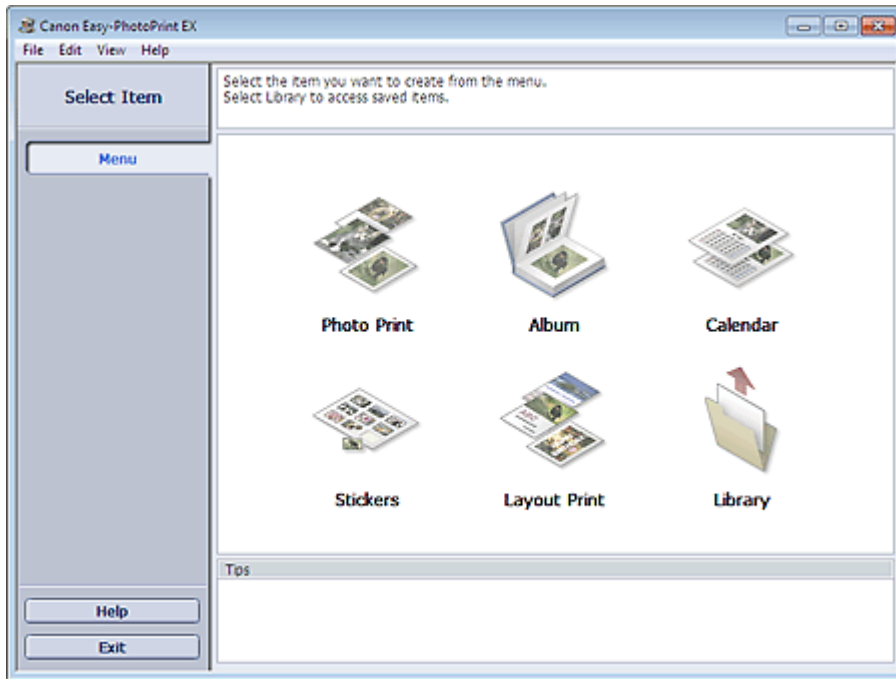 Canon Easy-PhotoPrint EX
File Edit View Help
Select Item
Select the item you want to create from the menu.
Select Library to access saved items.
Menu
Photo Print
Album
Calendar
ABC
Stickers
Layout Print
Library
Tips
Help
Exit